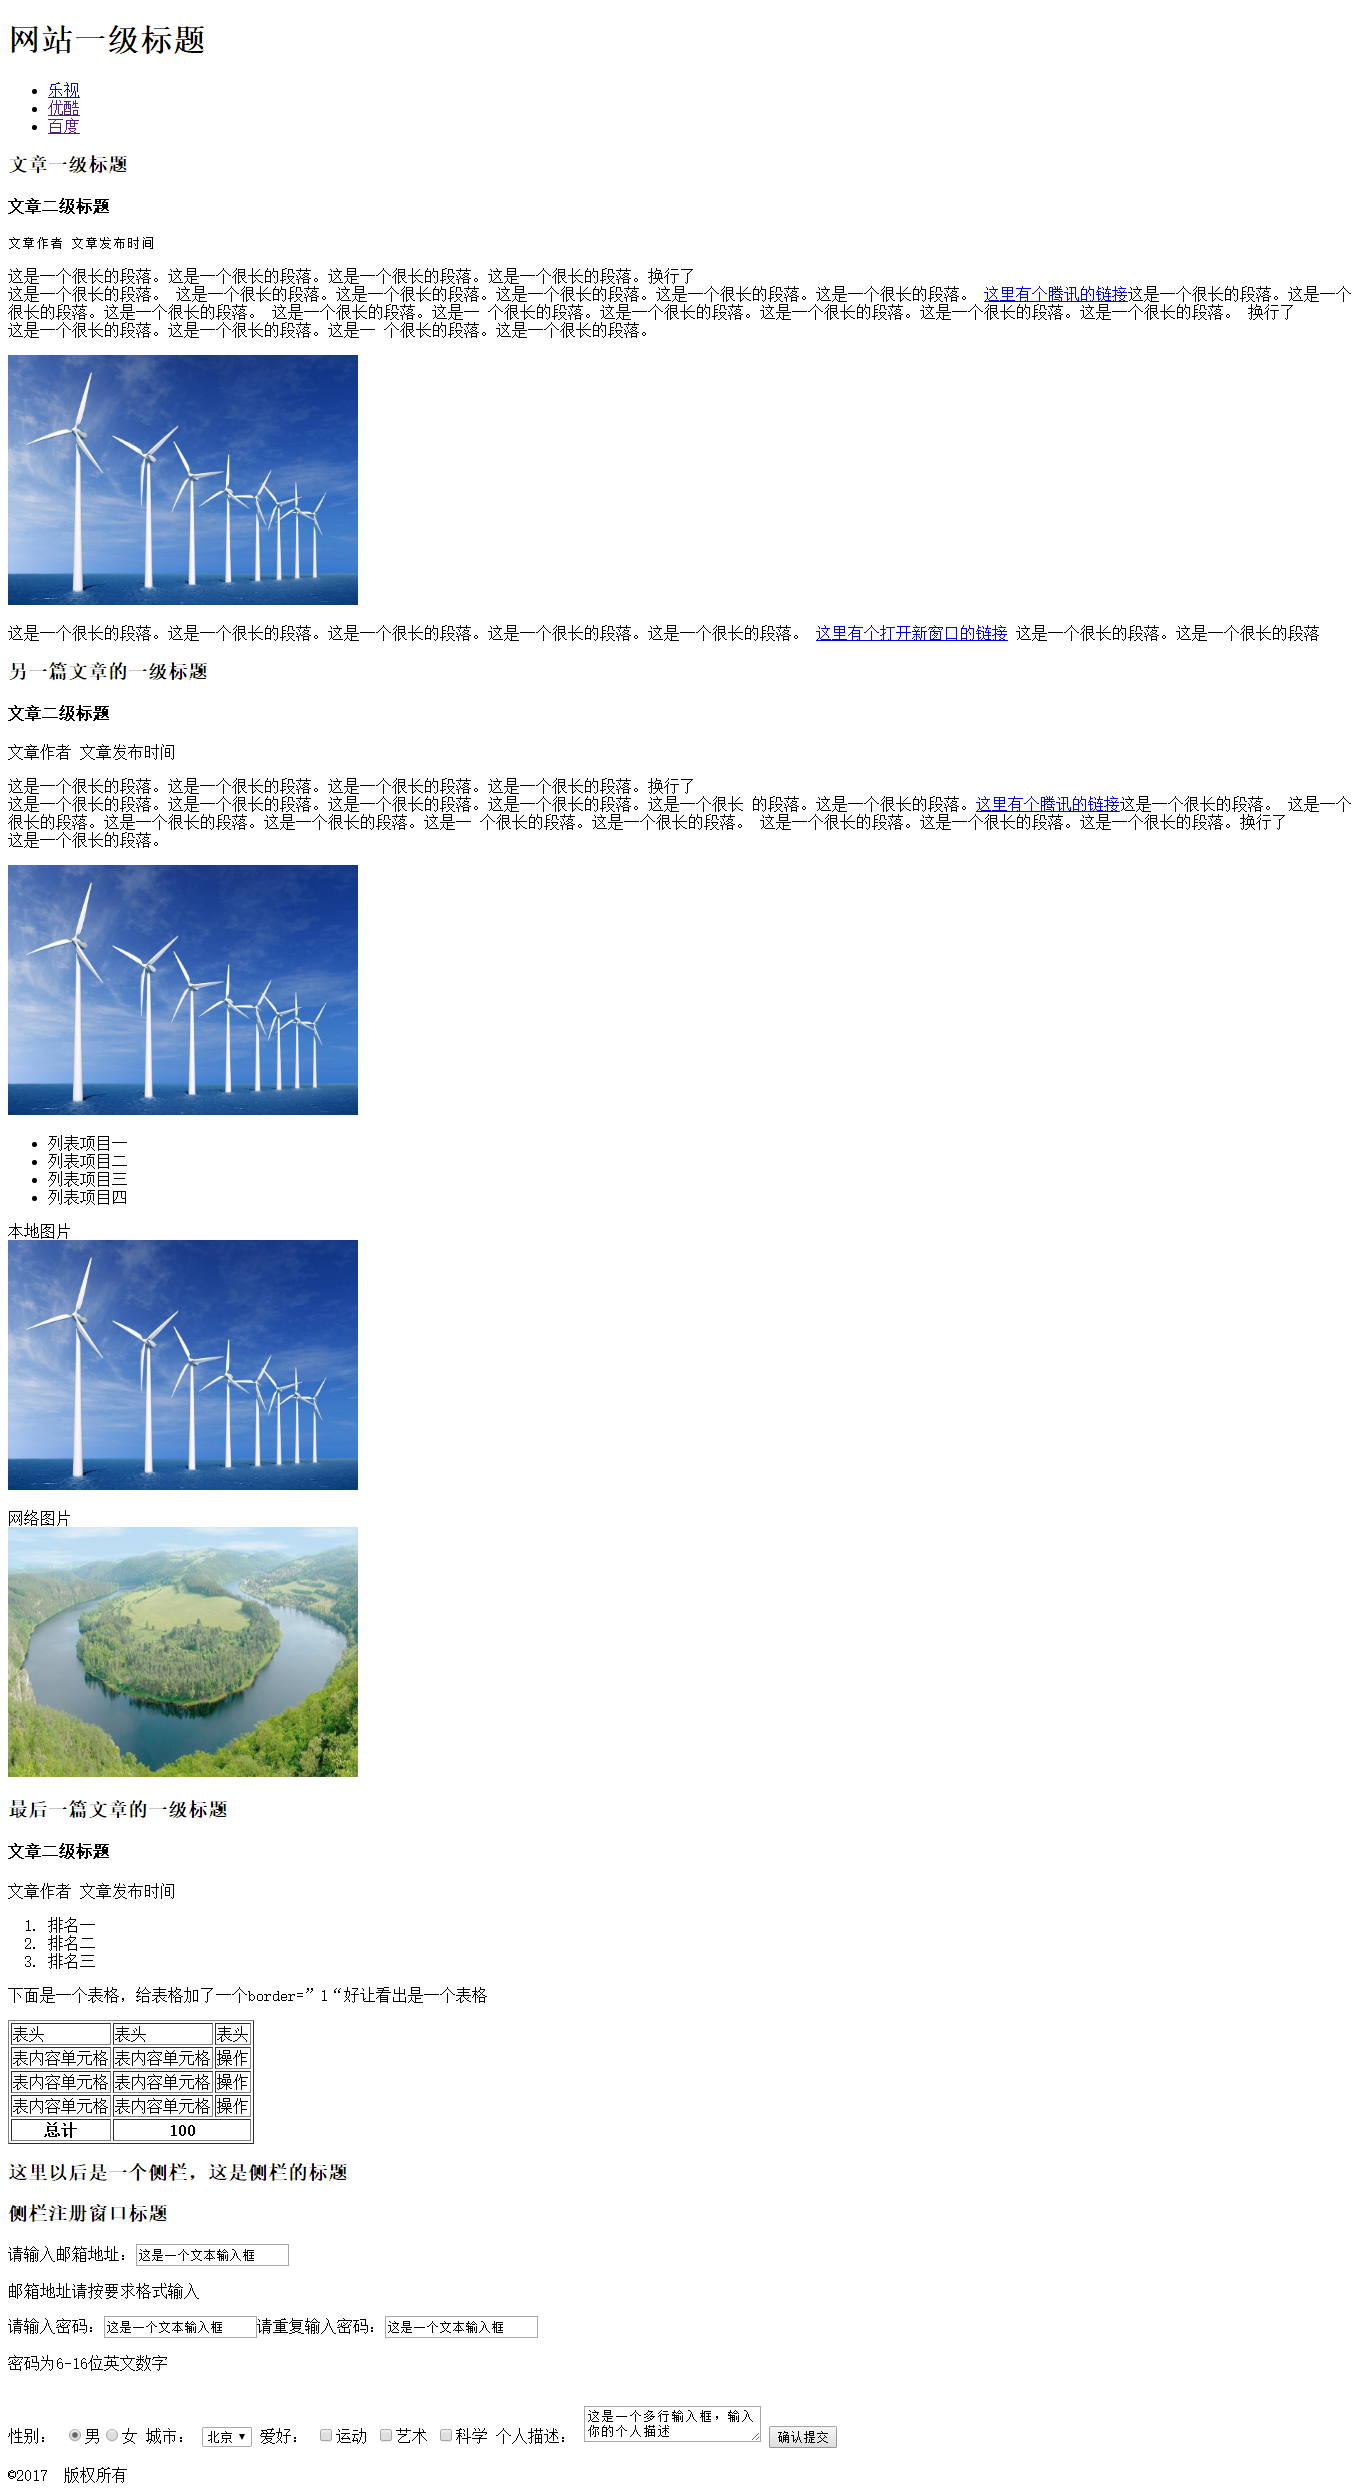 网站一级标题
乐视
优酷
百度
文章一级标题
文章二级标题
文章作者 文章发布时间
这是一个很长的段落。这是一个很长的段落。这是一个很长的段落。这是一个很长的段落。换行了
这是一个很长的段落。 这是一个很长的段落。这是一个很长的段落。这是一个很长的段落。这是一个很长的段落。这是一个很长的段落。 这里有个腾讯的链接这是一个很长的段落。这是一个
很长的段落。这是一个很长的段落。 这是一个很长的段落。这是一 个很长的段落。这是一个很长的段落。这是一个很长的段落。这是一个很长的段落。这是一个很长的段落。 换行了
这是一个很长的段落。这是一个很长的段落。这是一 个很长的段落。这是一个很长的段落。
这是一个很长的段落。这是一个很长的段落。这是一个很长的段落。这是一个很长的段落。这是一个很长的段落。 这里有个打开新窗口的链接 这是一个很长的段落。这是一个很长的段落
另一篇文章的一级标题
文章二级标题
文章作者 文章发布时间
这是一个很长的段落。这是一个很长的段落。这是一个很长的段落。这是一个很长的段落。换行了
这是一个很长的段落。这是一个很长的段落。这是一个很长的段落。这是一个很长的段落。这是一个很长 的段落。这是一个很长的段落。这里有个腾讯的链接这是一个很长的段落。 这是一个
很长的段落。这是一个很长的段落。这是一个很长的段落。这是一 个很长的段落。这是一个很长的段落。 这是一个很长的段落。这是一个很长的段落。这是一个很长的段落。换行了
这是一个很长的段落。
列表项目一
列表项目二
列表项目三
列表项目四
本地图片
网络图片
最后一篇文章的一级标题
文章二级标题
文章作者 文章发布时间
1. 排名一
2. 排名二
3. 排名三
下面是一个表格，给表格加了一个border=”1“好让看出是一个表格
表头 表头 表头
表内容单元格 表内容单元格 操作
表内容单元格 表内容单元格 操作
表内容单元格 表内容单元格 操作
总计 100
这里以后是一个侧栏，这是侧栏的标题
侧栏注册窗口标题
请输入邮箱地址：这是一个文本输入框
邮箱地址请按要求格式输入
请输入密码：这是一个文本输入框请重复输入密码：这是一个文本输入框
密码为6-16位英文数字
性别： 男 女 城市： 北京 爱好： 运动 艺术 科学 个人描述： 这是一个多行输入框，输入
你的个人描述 确认提交
©2017 版权所有